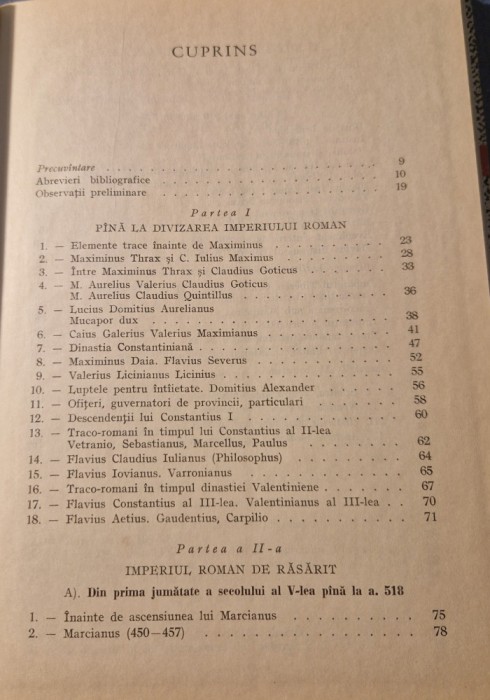 CUPRINS
Precuvîntare . . . . . . . . . . . . . . . . . . . . 9
Abrevieri bibliografice . . . . . . . . . . . . . . . . 10
Observații preliminare . . . . . . . . . . . . . . . . 19
Partea I
PÎNĂ LA DIVIZAREA IMPERIULUI ROMAN
1. — Elemente trace înainte de Maximinus . . . . . . . . 23
2. — Maximinus Thrax și C. Iulius Maximus . . . . . . . . 28
3. — Între Maximinus Thrax și Claudius Goticus . . . . . . 33
4. — M. Aurelius Valerius Claudius Goticus
M. Aurelius Claudius Quintillus . . . . . . . . . . 36
5. — Lucius Domitius Aurelianus
Mucapor dux . . . . . . . . . . . . . . . . . . 38
6. — Caius Galerius Valerius Maximianus . . . . . . . . 41
7. — Dinastia Constantiniană . . . . . . . . . . . . . 47
8. — Maximinus Daia. Flavius Severus . . . . . . . . . 52
9. — Valerius Licinianus Licinius . . . . . . . . . . . 55
10. — Luptele pentru întîietate. Domitius Alexander . . . . . 56
11. — Ofițeri, guvernatori de provincii, particulari . . . . . . 58
12. — Descendenții lui Constantius I . . . . . . . . . . 60
13. — Traco-romani în timpul lui Constantius al II-lea
Vetranio, Sebastianus, Marcellus, Paulus . . . . . . . 62
14. — Flavius Claudius Iulianus (Philosophus) . . . . . . . 64
15. — Flavius Iovianus. Varronianus . . . . . . . . . . 65
16. — Traco-romani în timpul dinastiei Valentiniene . . . . . 67
17. — Flavius Constantius al III-lea. Valentinianus al III-lea . . 70
18. — Flavius Aetius. Gaudentius, Carpilio . . . . . . . . 71
Partea a II-a
IMPERIUL ROMAN DE RĂSĂRIT
A). Din prima jumătate a secolului al V-lea pînă la a. 518
1. — Înainte de ascensiunea lui Marcianus . . . . . . . . 75
2. — Marcianus (450—457) . . . . . . . . . . . . . . 78